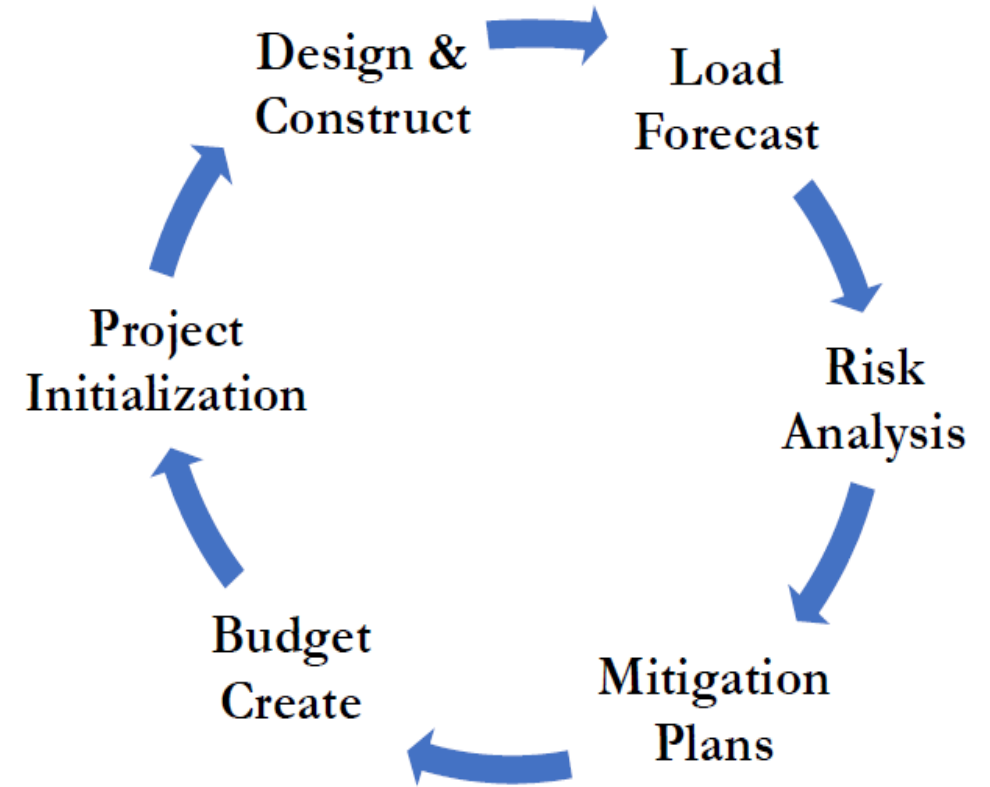 Design &
Construct
Load
Forecast
Risk
Analysis
Mitigation
Plans
Budget
Create
Project
Initialization